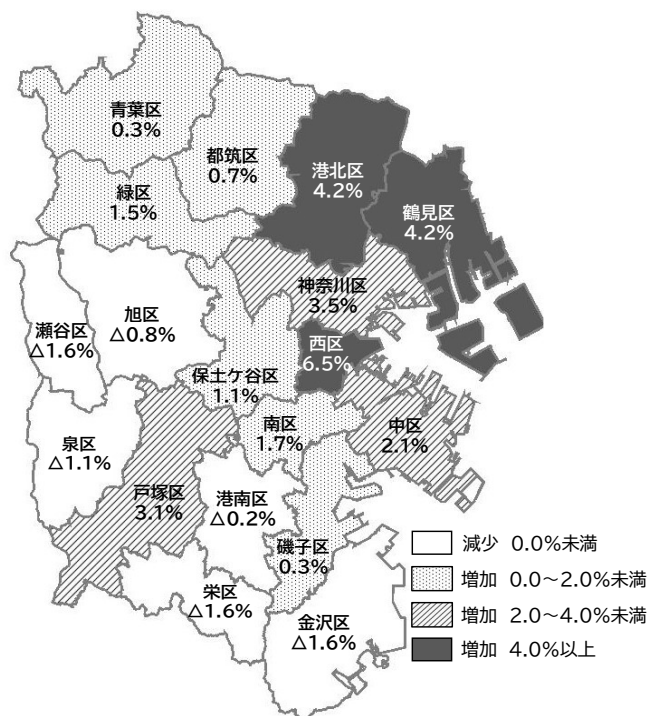 青葉区
0.3%
都筑区
0.7%
港北区
4.2%
緑区
1.5%
鶴見区
4.2%
神奈川区
3.5%
旭区
△0.8%
瀬谷区
△1.6%
西区
6.5%
保土ケ谷区
1.1%
南区
1.7%
中区
2.1%
泉区
△1.1%
戸塚区
3.1%
港南区
△0.2%
磯子区
0.3%
栄区
△1.6%
金沢区
△1.6%
減少 0.0%未満
増加 0.0～2.0%未満
増加 2.0～4.0%未満
増加 4.0%以上